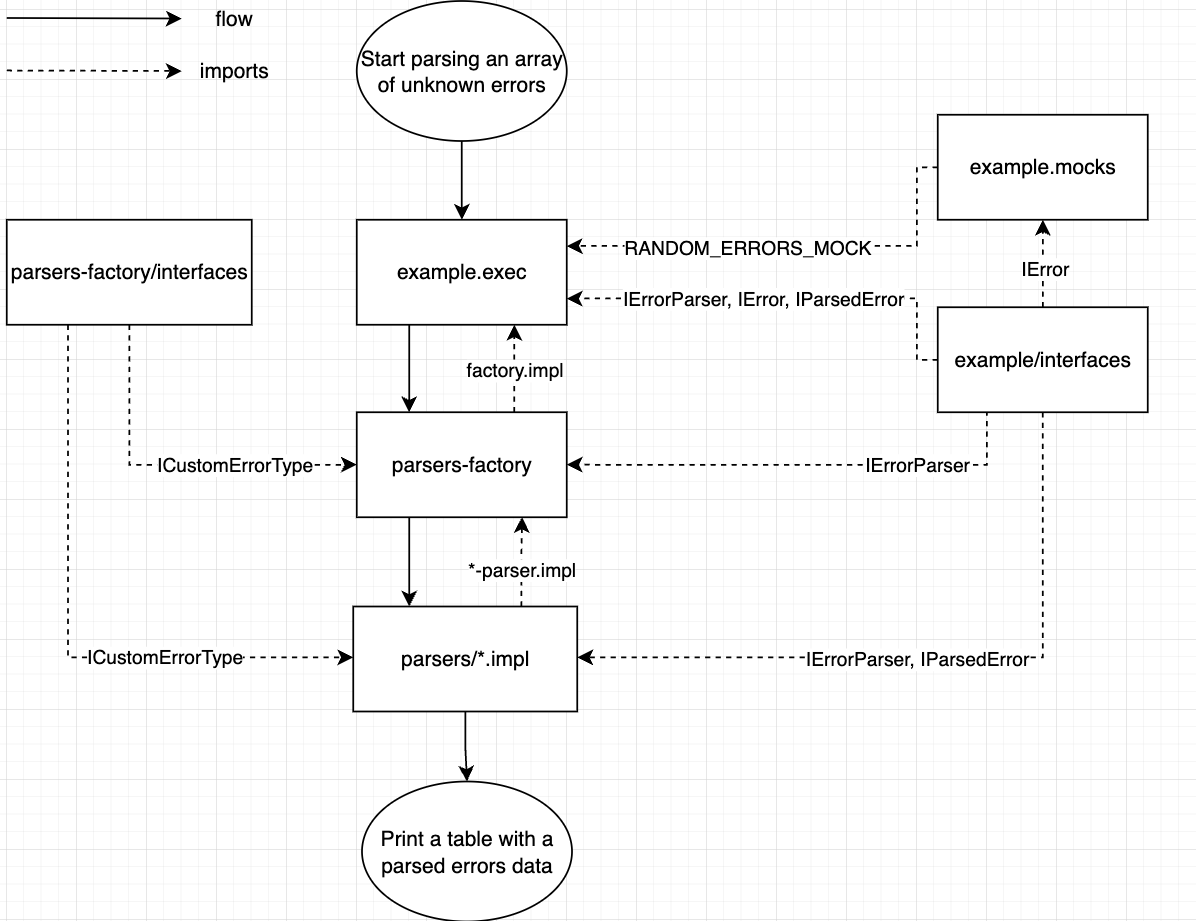 flow
imports
Start parsing an array
of unknown errors
example.mocks
RANDOM_ERRORS_MOCK
parsers-factory/interfaces
example.exec
IError
IErrorParser, IError, IParsedError
example/interfaces
factory.impl
ICustomErrorType
parsers-factory
IErrorParser
*-parser.impl
ICustomErrorType
parsers/*.impl
IErrorParser, IParsedError
Print a table with a
parsed errors data